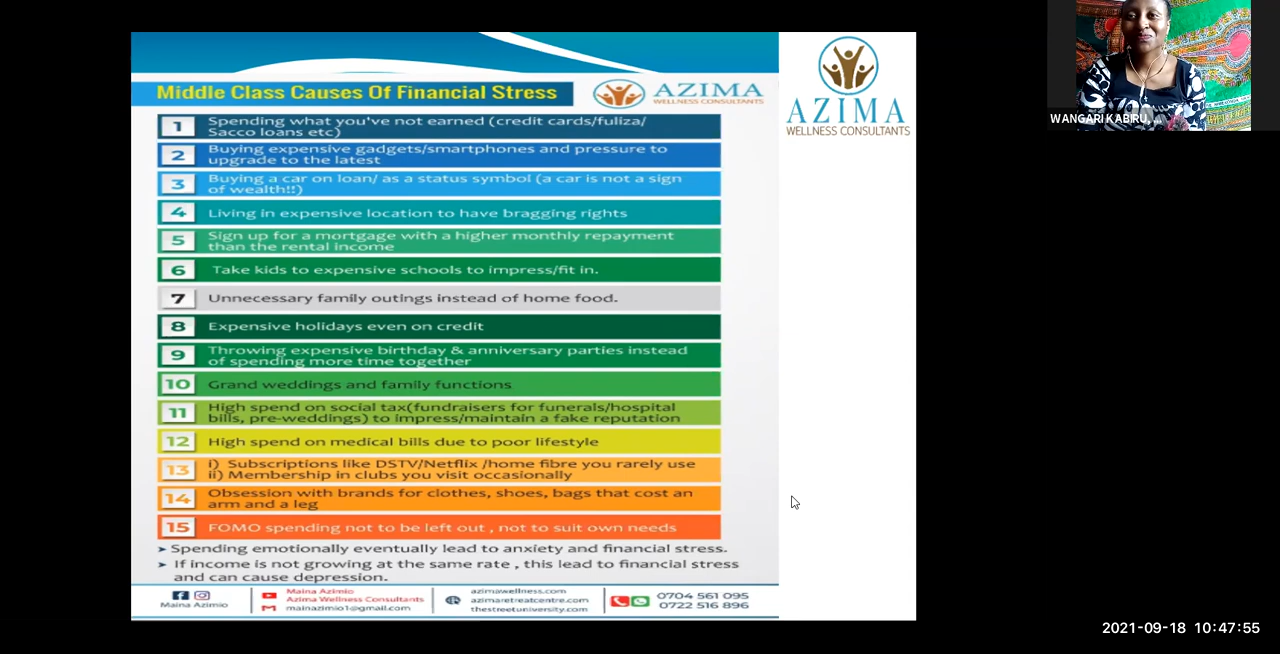 Middle Class Causes Of Financial Stress
AZIMA
WELLNESS CONSULTANTS
AZIMA
WELLNESS CONSULTANTS
WANGARI KABIRU, ...
1 Spending what you've not earned (credit cards/fuliza/
Sacco loans etc)
2 Buying expensive gadgets/smartphones and pressure to
upgrade to the latest
3 Buying a car on loan/ as a status symbol (a car is not a sign
of wealth!!)
4 Living in expensive location to have bragging rights
5 Sign up for a mortgage with a higher monthly repayment
than the rental income
6 Take kids to expensive schools to impress/fit in.
7 Unnecessary family outings instead of home food.
8 Expensive holidays even on credit
9 Throwing expensive birthday & anniversary parties instead
of spending more time together
10 Grand weddings and family functions
11 High spend on social tax(fundraisers for funerals/hospital
bills, pre-weddings) to impress/maintain a fake reputation
12 High spend on medical bills due to poor lifestyle
13 i) Subscriptions like DSTV/Netflix /home fibre you rarely use
ii) Membership in clubs you visit occasionally
14 Obsession with brands for clothes, shoes, bags that cost an
arm and a leg
15 FOMO spending not to be left out , not to suit own needs
➤ Spending emotionally eventually lead to anxiety and financial stress.
➤ If income is not growing at the same rate , this lead to financial stress
and can cause depression.
Maina Azimio
Maina Azimio
Azima Wellness Consultants
mainazimio1@gmail.com
azimawellness.com
azimaretreatcentre.com
thestreetuniversity.com
0704 561 095
0722 516 896
2021-09-18 10:47:55